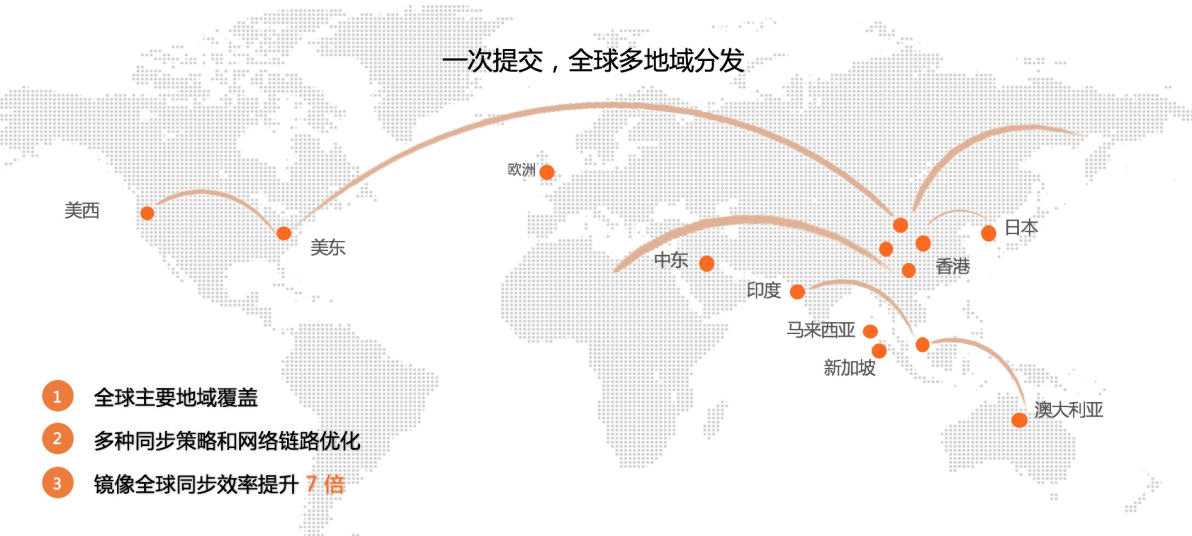 一次提交，全球多地域分发
欧洲
美西
美东
日本
中东
香港
印度
马来西亚
新加坡
澳大利亚
1 全球主要地域覆盖
2 多种同步策略和网络链路优化
3 镜像全球同步效率提升 7 倍